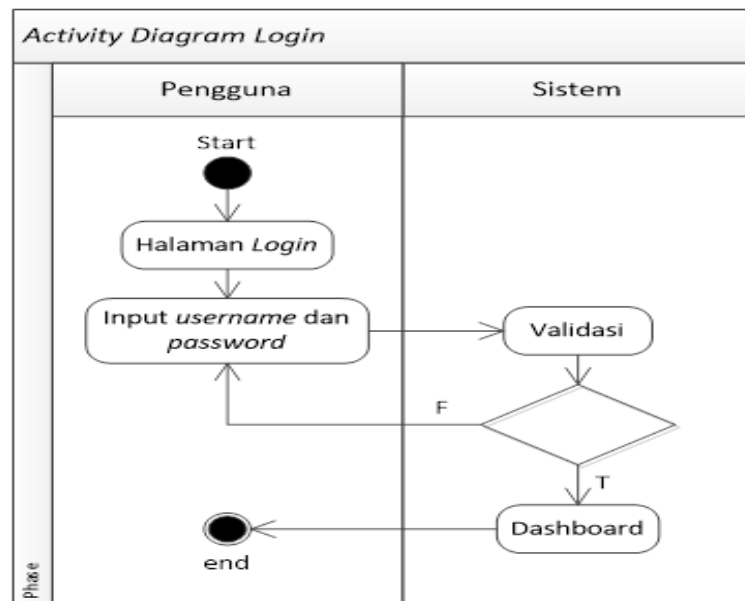 Activity Diagram Login
Pengguna
Sistem
Start
Halaman Login
Input username dan
password
Validasi
F
T
Dashboard
end
Phase